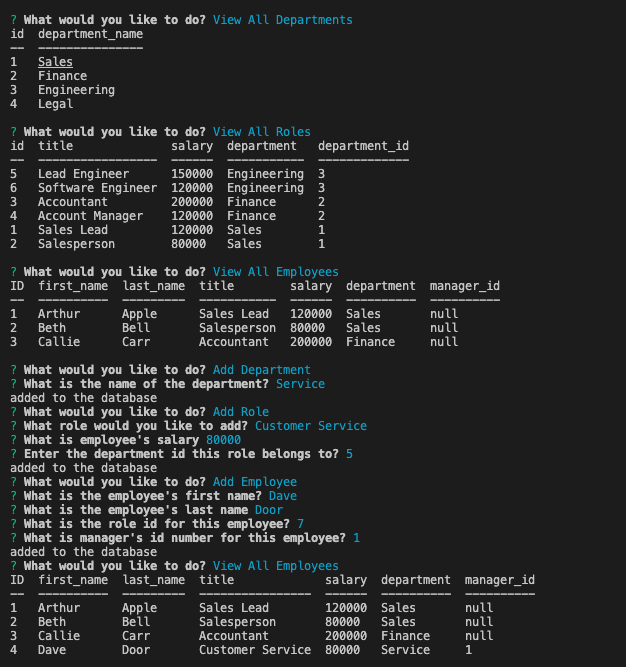 ? What would you like to do? View All Departments
id  department_name
--  ---------------
1   Sales
2   Finance
3   Engineering
4   Legal
? What would you like to do? View All Roles
id  title              salary  department   department_id
--  -----------------  ------  -----------  -------------
5   Lead Engineer      150000  Engineering  3
6   Software Engineer  120000  Engineering  3
3   Accountant         200000  Finance      2
4   Account Manager    120000  Finance      2
1   Sales Lead         120000  Sales        1
2   Salesperson        80000   Sales        1
? What would you like to do? View All Employees
ID  first_name  last_name  title        salary  department  manager_id
--  ----------  ---------  -----------  ------  ----------  ----------
1   Arthur      Apple      Sales Lead   120000  Sales       null
2   Beth        Bell       Salesperson  80000   Sales       null
3   Callie      Carr       Accountant   200000  Finance     null
? What would you like to do? Add Department
? What is the name of the department? Service
added to the database
? What would you like to do? Add Role
? What role would you like to add? Customer Service
? What is employee's salary 80000
? Enter the department id this role belongs to? 5
added to the database
? What would you like to do? Add Employee
? What is the employee's first name? Dave
? What is the employee's last name Door
? What is the role id for this employee? 7
? What is manager's id number for this employee? 1
added to the database
? What would you like to do? View All Employees
ID  first_name  last_name  title             salary  department  manager_id
--  ----------  ---------  ----------------  ------  ----------  ----------
1   Arthur      Apple      Sales Lead        120000  Sales       null
2   Beth        Bell       Salesperson       80000   Sales       null
3   Callie      Carr       Accountant        200000  Finance     null
4   Dave        Door       Customer Service  80000   Service     1